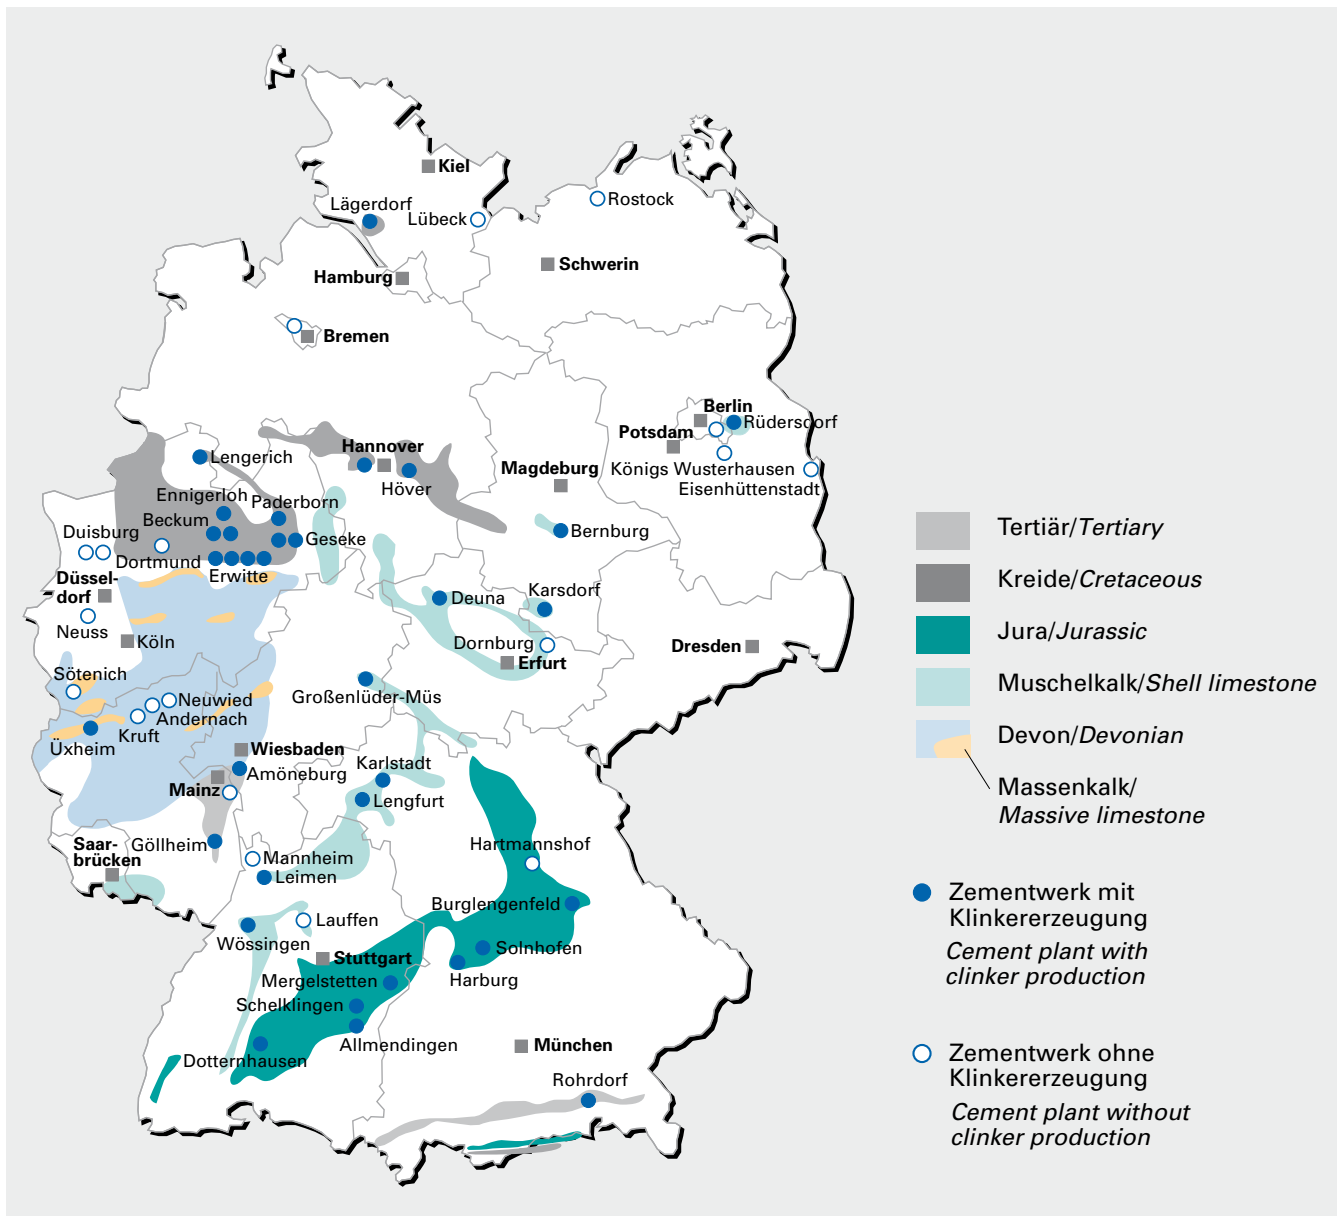 Kiel
Lägerdorf
Lübeck
Rostock
Hamburg
Schwerin
Bremen
Berlin
Rüdersdorf
Potsdam
Hannover
Lengerich
Königs Wusterhausen
Magdeburg
Höver
Eisenhüttenstadt
Ennigerloh
Paderborn
Beckum
Duisburg
Geseke
Bernburg
Dortmund
Erwitte
Düssel-
dorf
Deuna
Karsdorf
Neuss
Köln
Dornburg
Dresden
Erfurt
Sötenich
Großenlüder-Müs
Neuwied
Andernach
Kruft
Üxheim
Wiesbaden
Karlstadt
Amöneburg
Mainz
Lengfurt
Saar-
brücken
Göllheim
Hartmannshof
Mannheim
Leimen
Burglengenfeld
Lauffen
Wössingen
Solnhofen
Stuttgart
Mergelstetten
Harburg
Schelklingen
Allmendingen
München
Dotternhausen
Rohrdorf
Tertiär/Tertiary
Kreide/Cretaceous
Jura/Jurassic
Muschelkalk/Shell limestone
Devon/Devonian
Massenkalk/
Massive limestone
Zementwerk mit
Klinkererzeugung
Cement plant with
clinker production
Zementwerk ohne
Klinkererzeugung
Cement plant without
clinker production